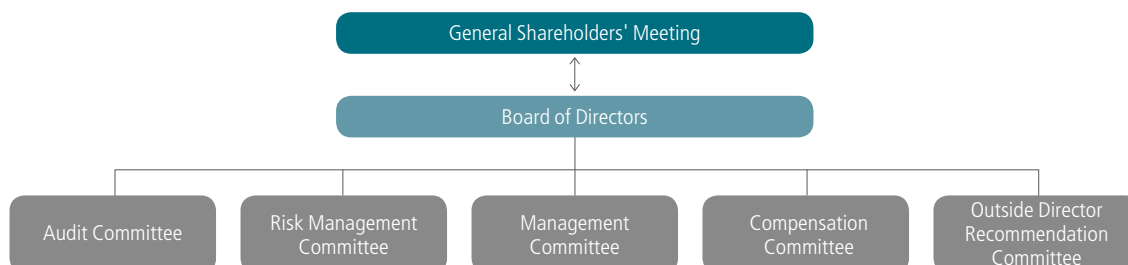 General Shareholders' Meeting
Board of Directors
Audit Committee
Risk Management
Committee
Management
Committee
Compensation
Committee
Outside Director
Recommendation
Committee